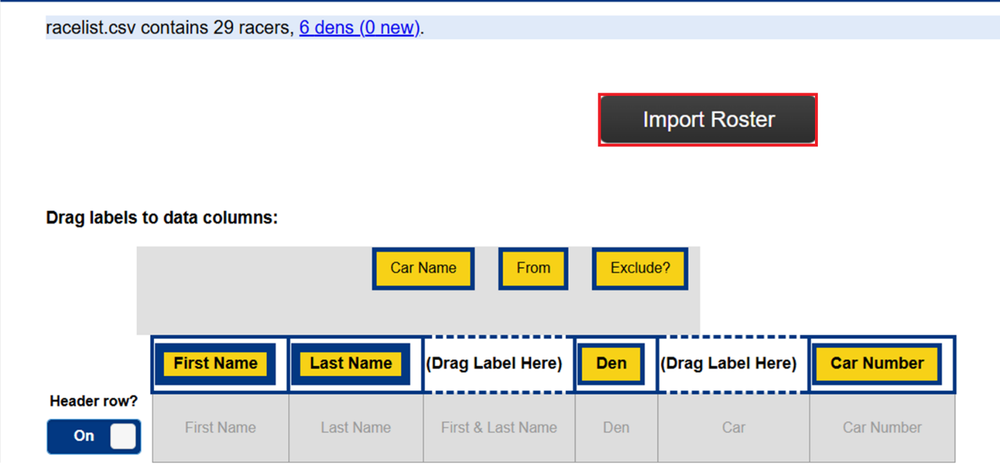 racelist.csv contains 29 racers, 6 dens (0 new).
Import Roster
Drag labels to data columns:
Car Name From Exclude?
First Name Last Name (Drag Label Here) Den (Drag Label Here) Car Number
Header row?
On
First Name Last Name First & Last Name Den Car Car Number